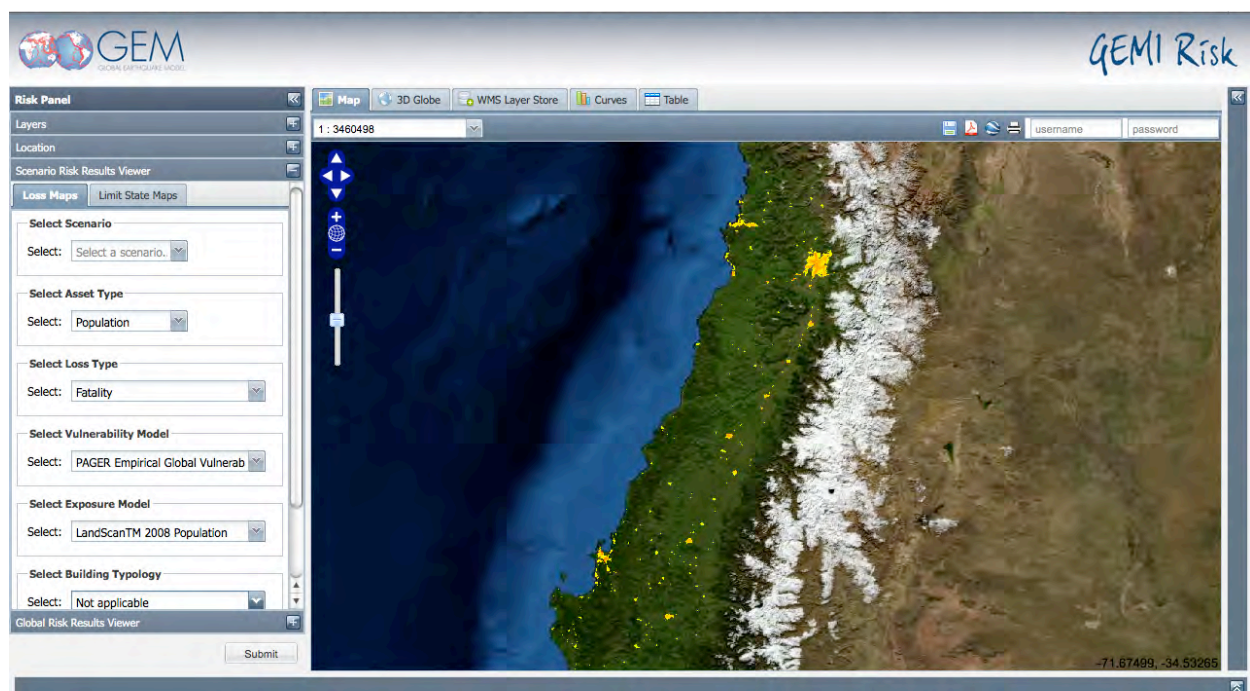 GEM
GLOBAL EARTHQUAKE MODEL
GEM1 Risk
Risk Panel
Map
3D Globe
WMS Layer Store
Curves
Table
Layers
1 : 3460498
username
password
Location
Scenario Risk Results Viewer
Loss Maps
Limit State Maps
Select Scenario
Select: Select a scenario.
Select Asset Type
Select: Population
Select Loss Type
Select: Fatality
Select Vulnerability Model
Select: PAGER Empirical Global Vulnerab
Select Exposure Model
Select: LandScanTM 2008 Population
Select Building Typology
Select: Not applicable
Global Risk Results Viewer
Submit
-71.67499, -34.53265